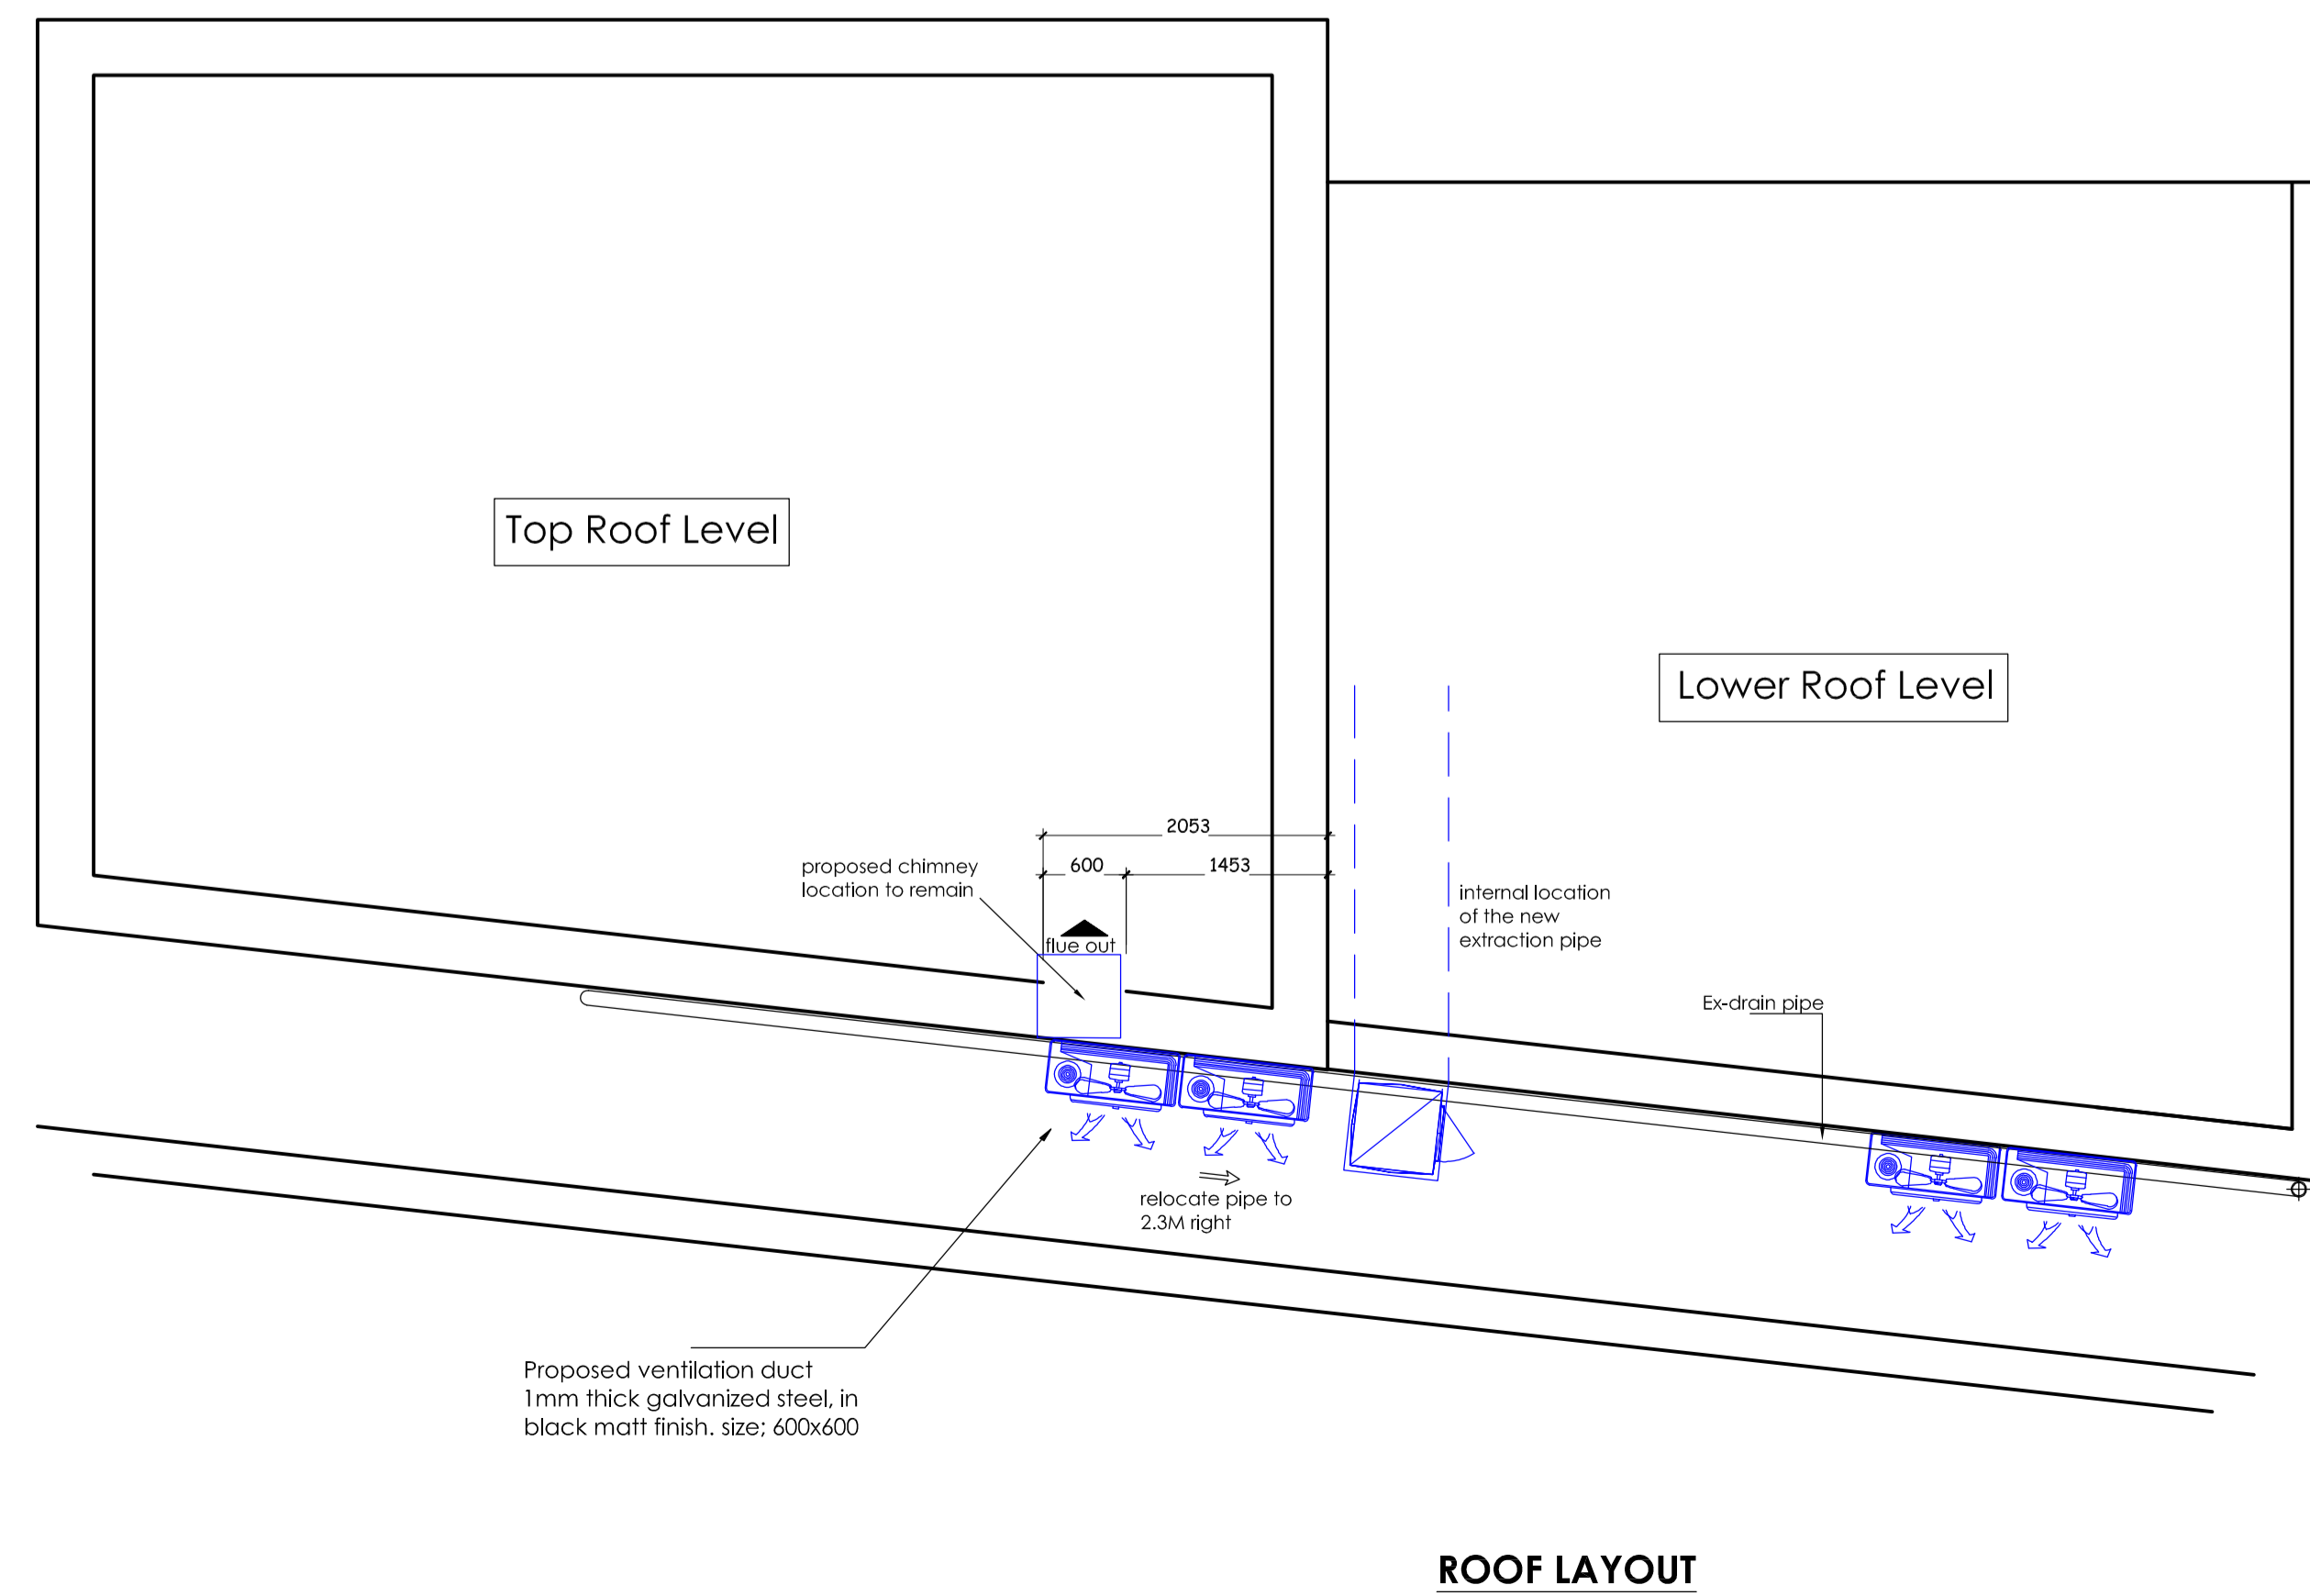 Top Roof Level
Lower Roof Level
2053
600
1453
proposed chimney
location to remain
flue out
internal location
of the new
extraction pipe
Ex-drain pipe
relocate pipe to
2.3M right
Proposed ventilation duct
1mm thick galvanized steel, in
black matt finish. size; 600x600
ROOF LAYOUT